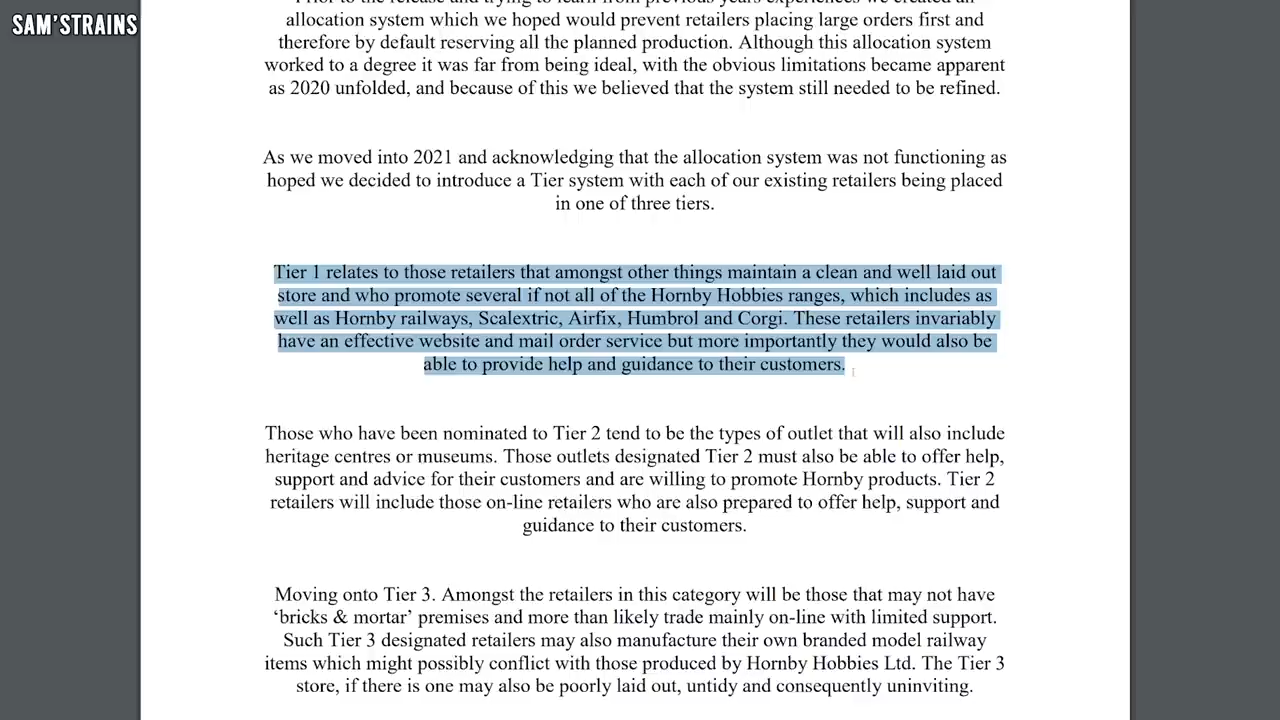 SAM'STRAINS
Prior to the release and trying to learn from previous years experiences we created an
allocation system which we hoped would prevent retailers placing large orders first and
therefore by default reserving all the planned production. Although this allocation system
worked to a degree it was far from being ideal, with the obvious limitations became apparent
as 2020 unfolded, and because of this we believed that the system still needed to be refined.
As we moved into 2021 and acknowledging that the allocation system was not functioning as
hoped we decided to introduce a Tier system with each of our existing retailers being placed
in one of three tiers.
Tier 1 relates to those retailers that amongst other things maintain a clean and well laid out
store and who promote several if not all of the Hornby Hobbies ranges, which includes as
well as Hornby railways, Scalextric, Airfix, Humbrol and Corgi. These retailers invariably
have an effective website and mail order service but more importantly they would also be
able to provide help and guidance to their customers.
Those who have been nominated to Tier 2 tend to be the types of outlet that will also include
heritage centres or museums. Those outlets designated Tier 2 must also be able to offer help,
support and advice for their customers and are willing to promote Hornby products. Tier 2
retailers will include those on-line retailers who are also prepared to offer help, support and
guidance to their customers.
Moving onto Tier 3. Amongst the retailers in this category will be those that may not have
‘bricks & mortar’ premises and more than likely trade mainly on-line with limited support.
Such Tier 3 designated retailers may also manufacture their own branded model railway
items which might possibly conflict with those produced by Hornby Hobbies Ltd. The Tier 3
store, if there is one may also be poorly laid out, untidy and consequently uninviting.